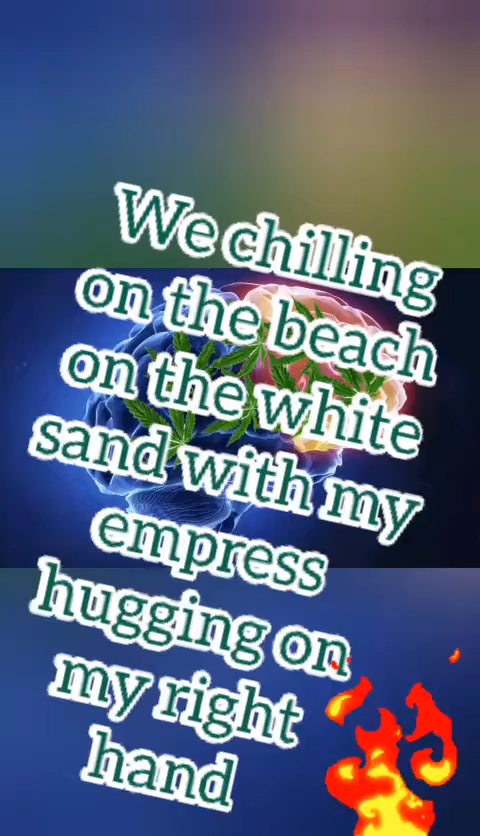 We chilling
on the beach
on the white
sand with my
empress
hugging on
my right
hand